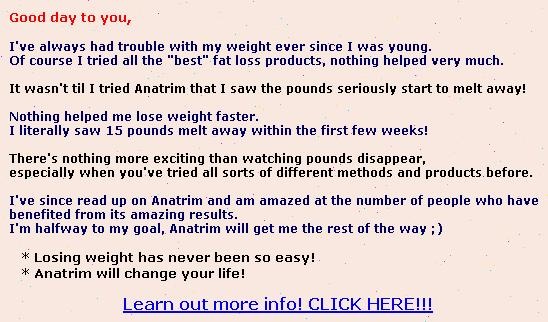 Good day to you,
I've always had trouble with my weight ever since I was young.
Of course I tried all the "best" fat loss products, nothing helped very much.
It wasn't til I tried Anatrim that I saw the pounds seriously start to melt away!
Nothing helped me lose weight faster.
I literally saw 15 pounds melt away within the first few weeks!
There's nothing more exciting than watching pounds disappear,
especially when you've tried all sorts of different methods and products before.
I've since read up on Anatrim and am amazed at the number of people who have
benefited from its amazing results.
I'm halfway to my goal, Anatrim will get me the rest of the way ;)
* Losing weight has never been so easy!
* Anatrim will change your life!
Learn out more info! CLICK HERE!!!